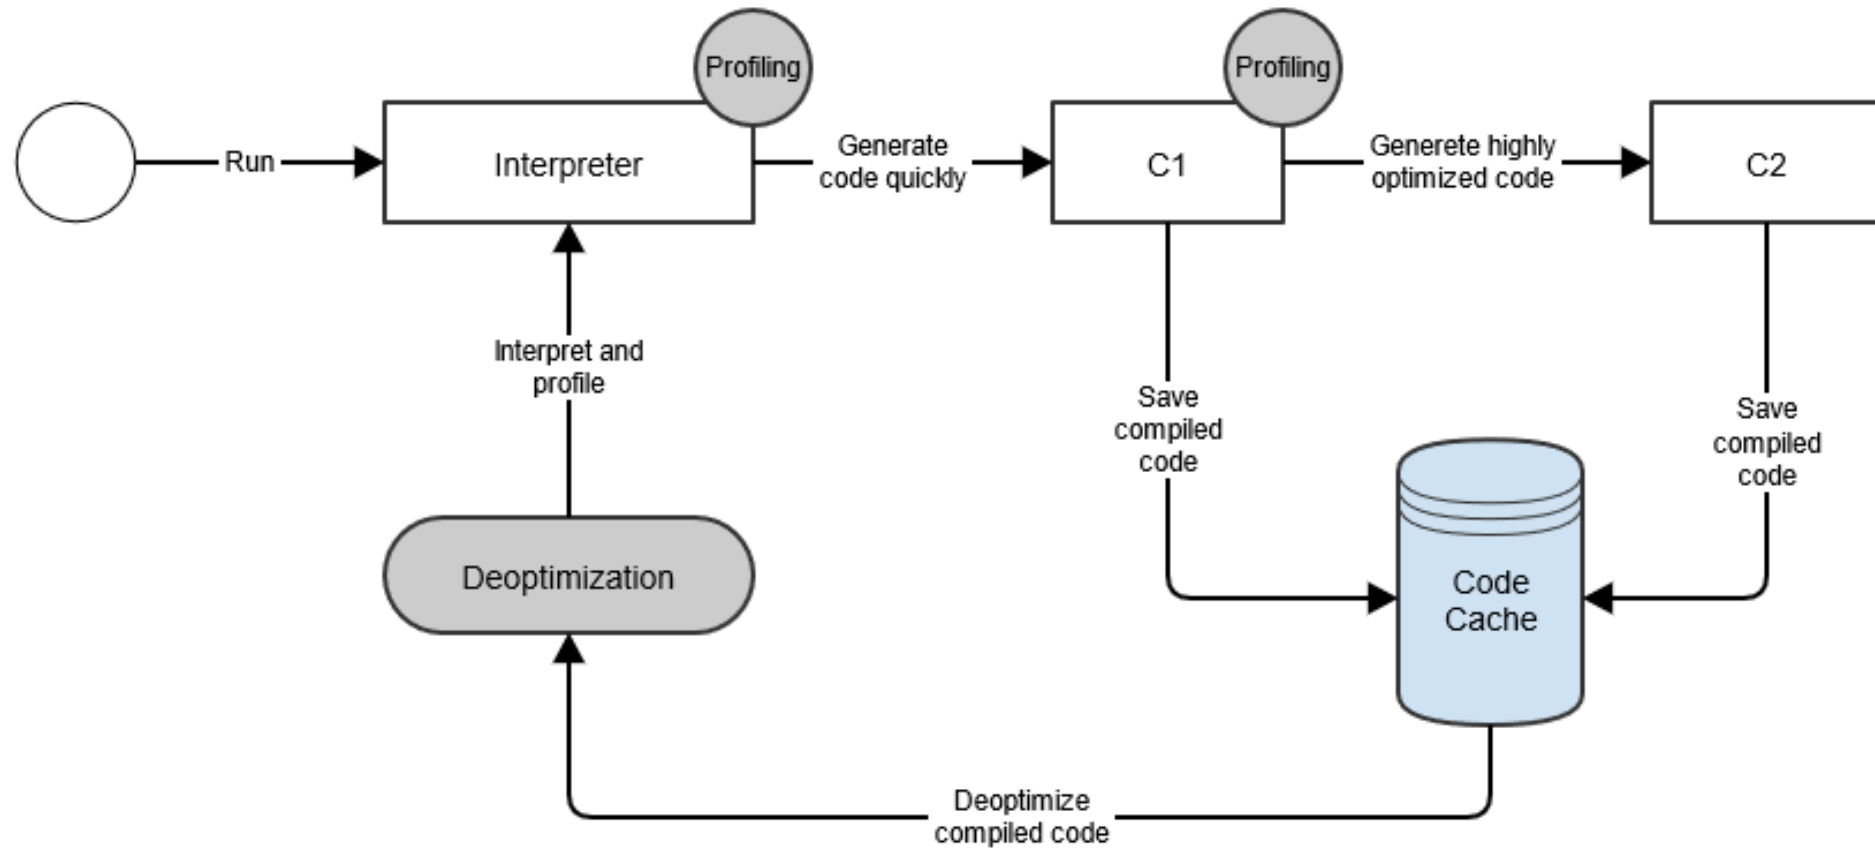 Profiling
Profiling
Run
Interpreter
Generate
code quickly
C1
Generete highly
optimized code
C2
Interpret and
profile
Save
compiled
code
Save
compiled
code
Deoptimization
Code
Cache
Deoptimize
compiled code